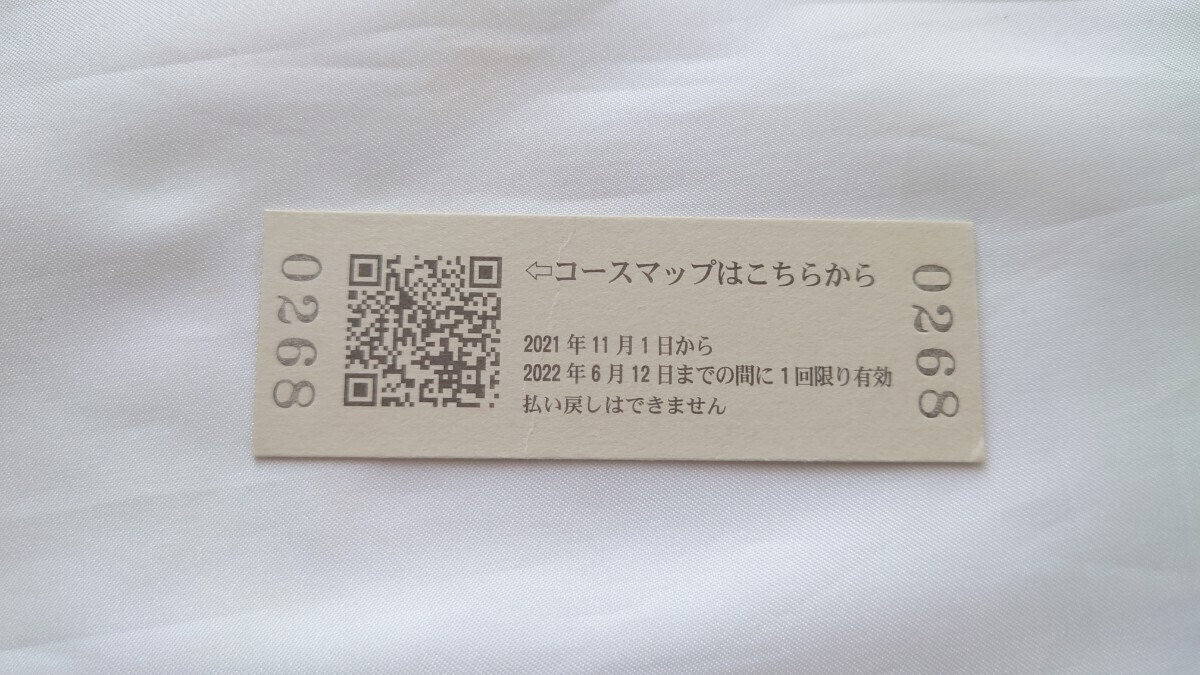 0268
⇦コースマップはこちらから
2021年11月1日から
2022年6月12日までの間に1回限り有効
払い戻しはできません
0268